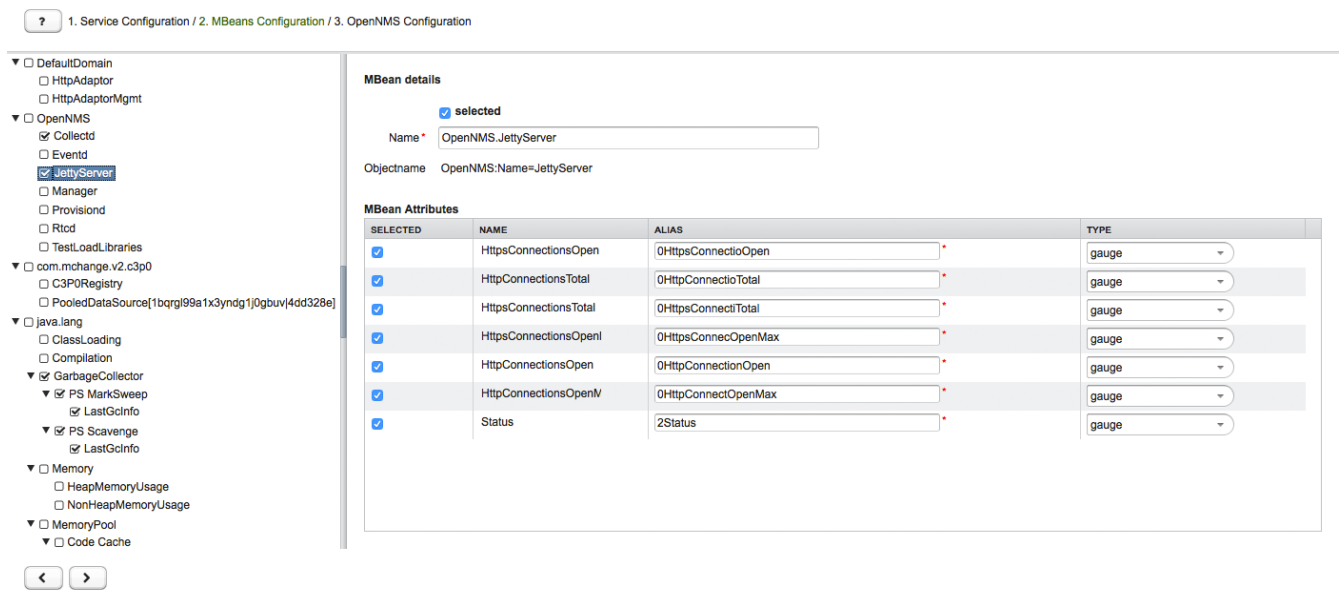 ? 1. Service Configuration / 2. MBeans Configuration / 3. OpenNMS Configuration
DefaultDomain
HttpAdaptor
HttpAdaptorMgmt
OpenNMS
Collectd
Eventd
JettyServer
Manager
Provisiond
Rtcd
TestLoadLibraries
com.mchange.v2.c3p0
C3P0Registry
PooledDataSource[1bqrgl99a1x3yndg1j0gbuv|4dd328e]
java.lang
ClassLoading
Compilation
GarbageCollector
PS MarkSweep
LastGcInfo
PS Scavenge
LastGcInfo
Memory
HeapMemoryUsage
NonHeapMemoryUsage
MemoryPool
Code Cache
MBean details
selected
Name * OpenNMS.JettyServer
Objectname OpenNMS:Name=JettyServer
MBean Attributes
SELECTED NAME ALIAS TYPE
HttpsConnectionsOpen 0HttpsConnectioOpen * gauge
HttpConnectionsTotal 0HttpConnectioTotal * gauge
HttpsConnectionsTotal 0HttpsConnectiTotal * gauge
HttpsConnectionsOpenI 0HttpsConnecOpenMax * gauge
HttpConnectionsOpen 0HttpConnectionOpen * gauge
HttpConnectionsOpenM 0HttpConnectOpenMax * gauge
Status 2Status * gauge